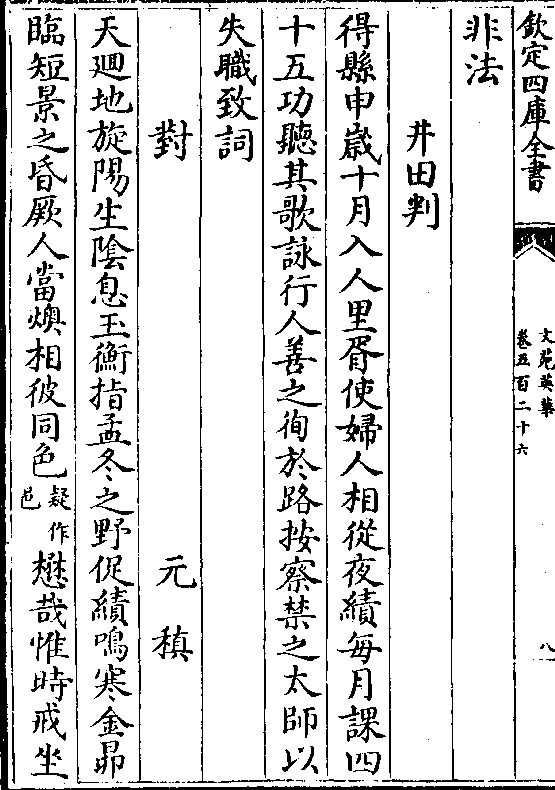 欽定四庫全書
文苑英華
卷五百二十六
八
非法
井田判
得縣申歲十月入人里胥使婦人相從夜績每月課四
十五功聽其歌詠行人善之徇於路按察禁之太師以
失職致詞
對 元稹
天廻地旋陽生陰息玉衡指孟冬之野促績鳴寒金昴
臨短景之昏厥人當燠相彼同色疑作邑懋哉惟時戒坐